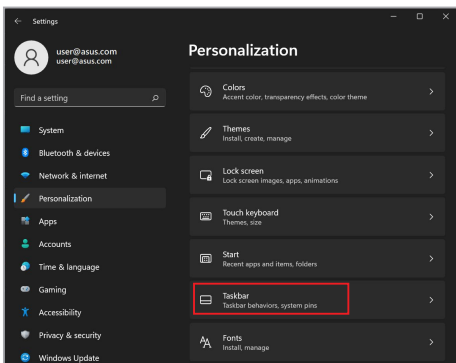 Settings
user@asus.com
user@asus.com
Find a setting
System
Bluetooth & devices
Network & internet
Personalization
Apps
Accounts
Time & language
Gaming
Accessibility
Privacy & security
Windows Update
Personalization
Colors
Accent color, transparency effects, color theme
Themes
Install, create, manage
Lock screen
Lock screen images, apps, animations
Touch keyboard
Themes, size
Start
Recent apps and items, folders
Taskbar
Taskbar behaviors, system pins
Fonts
Install, manage